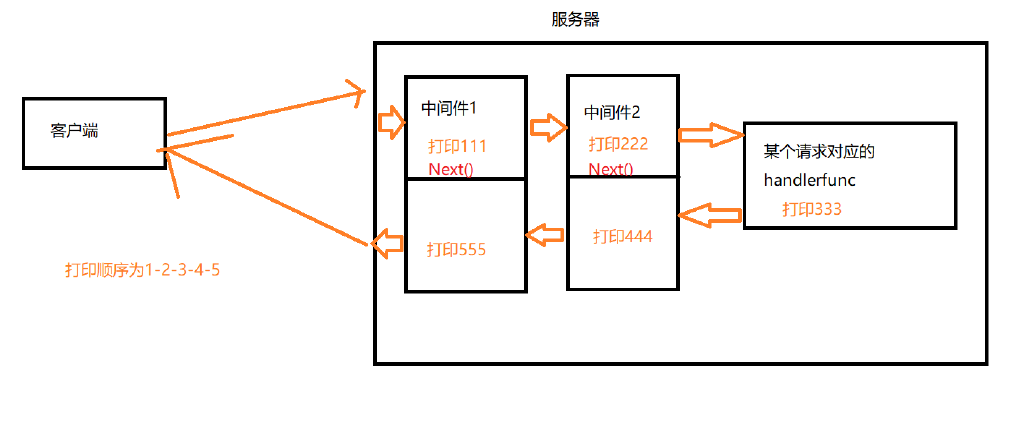 服务器
客户端
中间件1
打印111
Next()
中间件2
打印222
Next()
某个请求对应的
handlerfunc
打印333
打印444
打印555
打印顺序为1-2-3-4-5